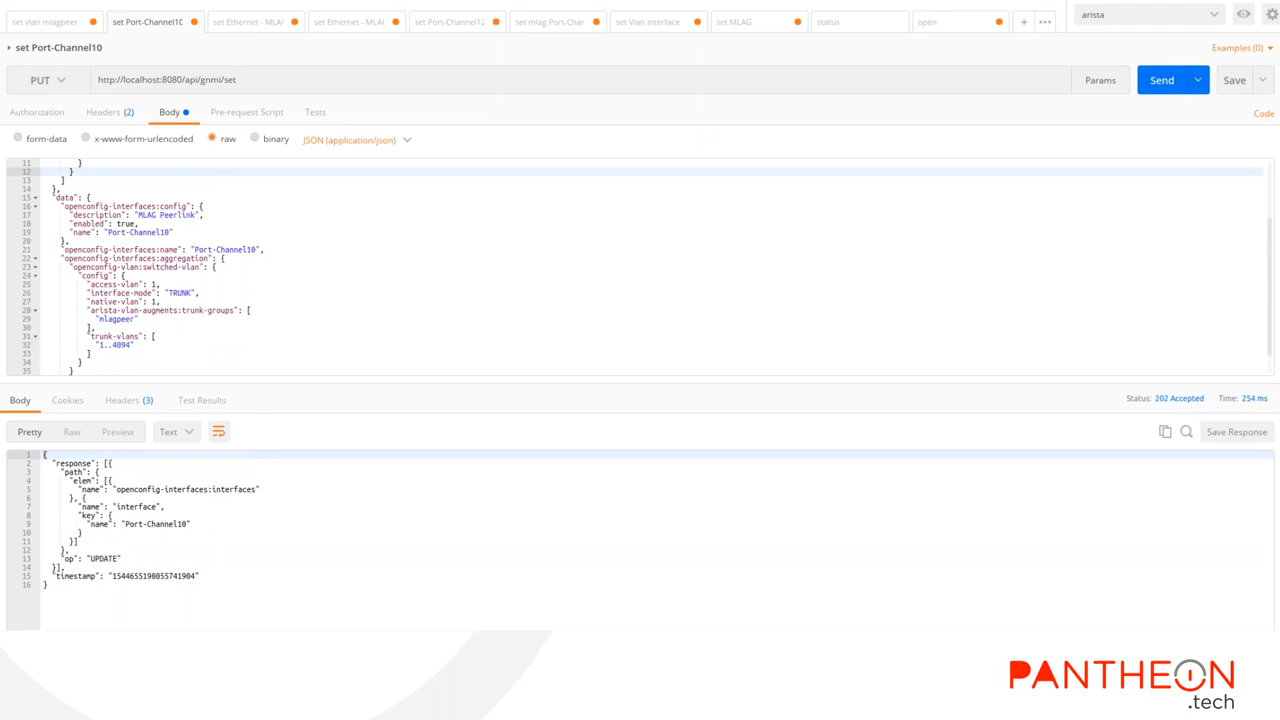 set vlan mlagpeer set Port-Channel10 set Ethernet - MLA( set Ethernet - MLA( set Port-Channel12 set mlag Port-Char set Vlan interface set MLAG status open + ••• arista
set Port-Channel10 Examples (0)
PUT http://localhost:8080/api/gnmi/set Params Send Save
Authorization Headers (2) Body Pre-request Script Tests Code
form-data x-www-form-urlencoded raw binary JSON (application/json)
11 }
12 }
13 ]
14 },
15 "data": {
16 "openconfig-interfaces:config": {
17 "description": "MLAG Peerlink",
18 "enabled": true,
19 "name": "Port-Channel10"
20 },
21 "openconfig-interfaces:name": "Port-Channel10",
22 "openconfig-interfaces:aggregation": {
23 "openconfig-vlan:switched-vlan": {
24 "config": {
25 "access-vlan": 1,
26 "interface-mode": "TRUNK",
27 "native-vlan": 1,
28 "arista-vlan-augments:trunk-groups": [
29 "mlagpeer"
30 ],
31 "trunk-vlans": [
32 "1..4094"
33 ]
34 }
35 }
Body Cookies Headers (3) Test Results Status: 202 Accepted Time: 254 ms
Pretty Raw Preview Text Save Response
1 {
2 "response": [{
3 "path": {
4 "elem": [{
5 "name": "openconfig-interfaces:interfaces"
6 }, {
7 "name": "interface",
8 "key": {
9 "name": "Port-Channel10"
10 }
11 }]
12 },
13 "op": "UPDATE"
14 }],
15 "timestamp": "1544655198055741904"
16 }
PANTHEON
.tech